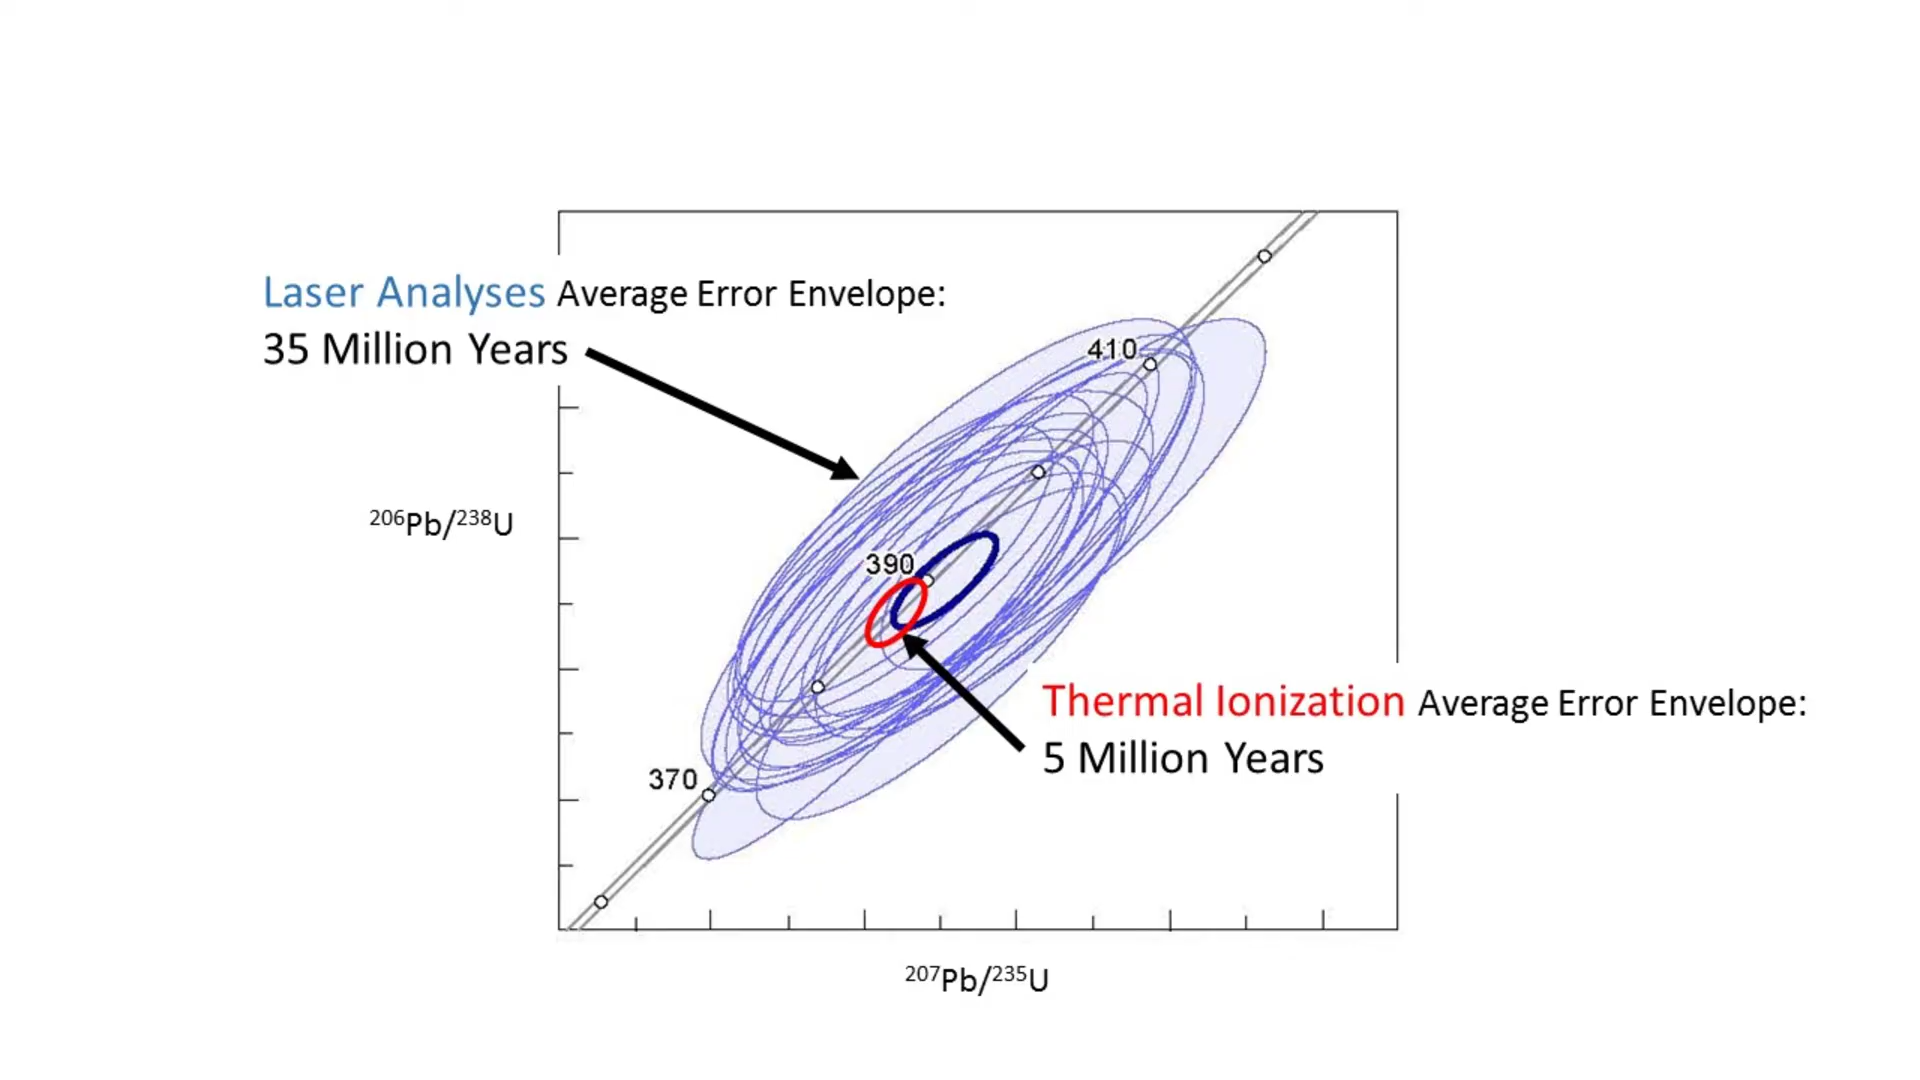 Laser Analyses Average Error Envelope:
35 Million Years
410
²⁰⁶Pb/²³⁸U
390
Thermal Ionization Average Error Envelope:
5 Million Years
370
²⁰⁷Pb/²³⁵U